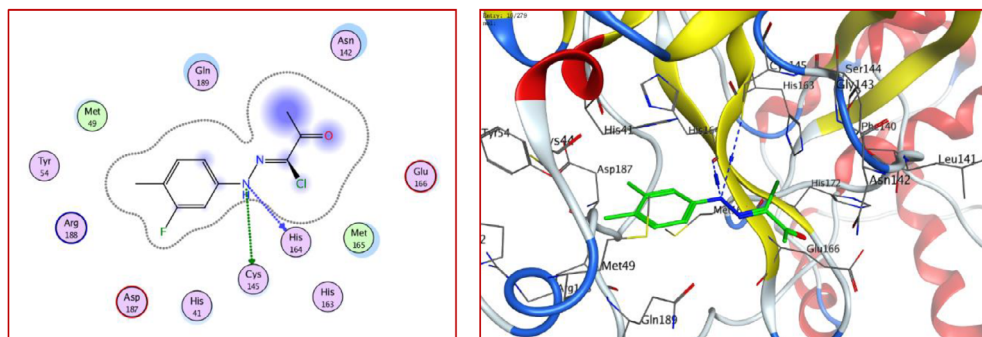 Asn
142
Gln
189
Met
49
Tyr
54
Arg
188
Asp
187
His
41
Cys
145
His
163
His
164
Met
165
Glu
166
O
N
Cl
N
H
F
Tyr54
His41
Asp187
His163
Ser144
Gly143
Phe140
Leu141
Asn142
His172
Glu166
Met49
Gln189